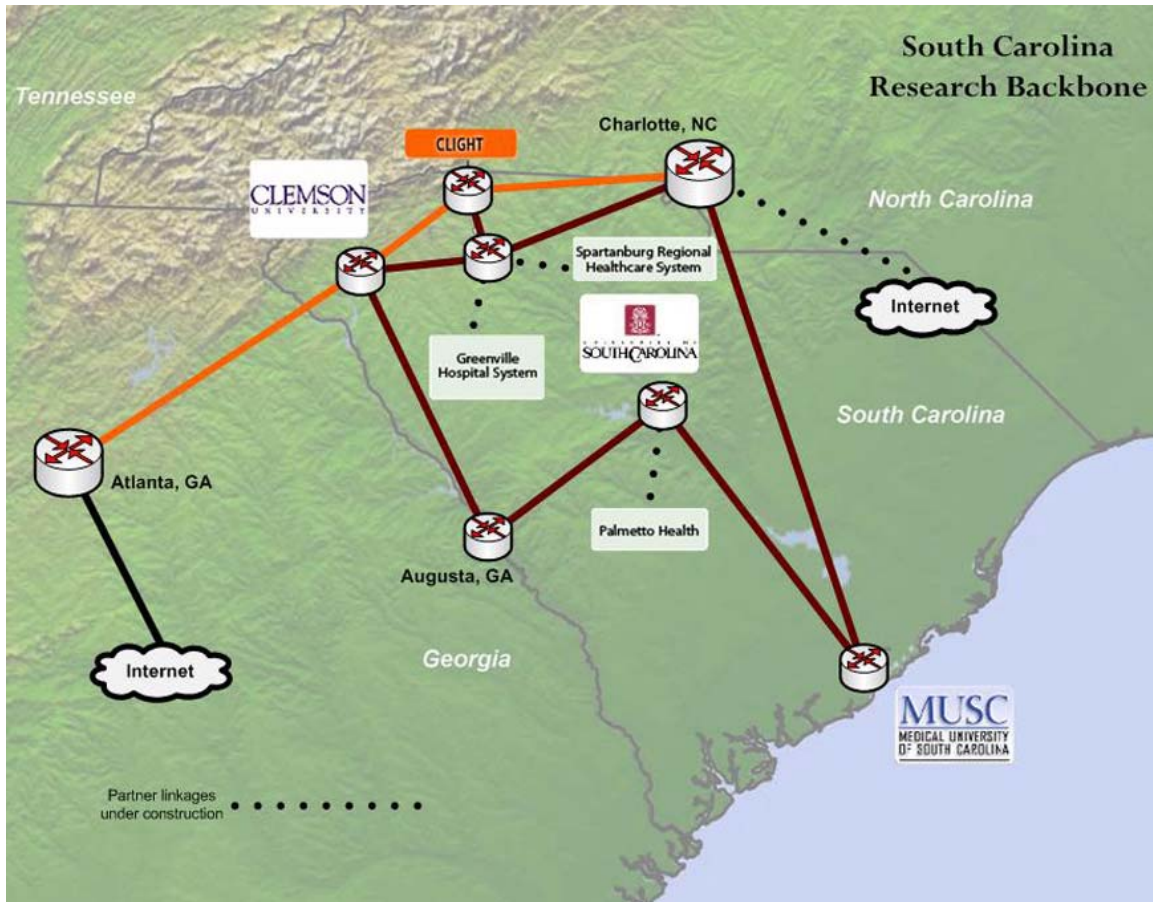 South Carolina
Research Backbone
Tennessee
Charlotte, NC
CLIGHT
CLEMSON
UNIVERSITY
North Carolina
Spartanburg Regional
Healthcare System
Internet
UNIVERSITY OF
SOUTH CAROLINA
Greenville
Hospital System
South Carolina
Atlanta, GA
Palmetto Health
Augusta, GA
Georgia
Internet
MUSC
MEDICAL UNIVERSITY
OF SOUTH CAROLINA
Partner linkages
under construction